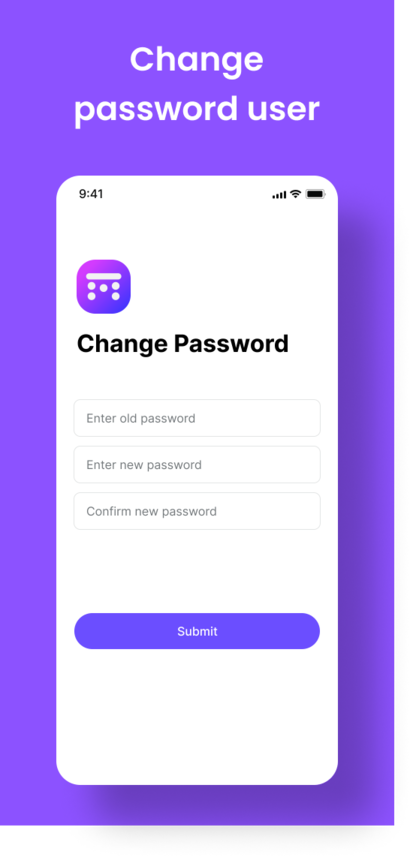 Change
password user
9:41
Change Password
Enter old password
Enter new password
Confirm new password
Submit